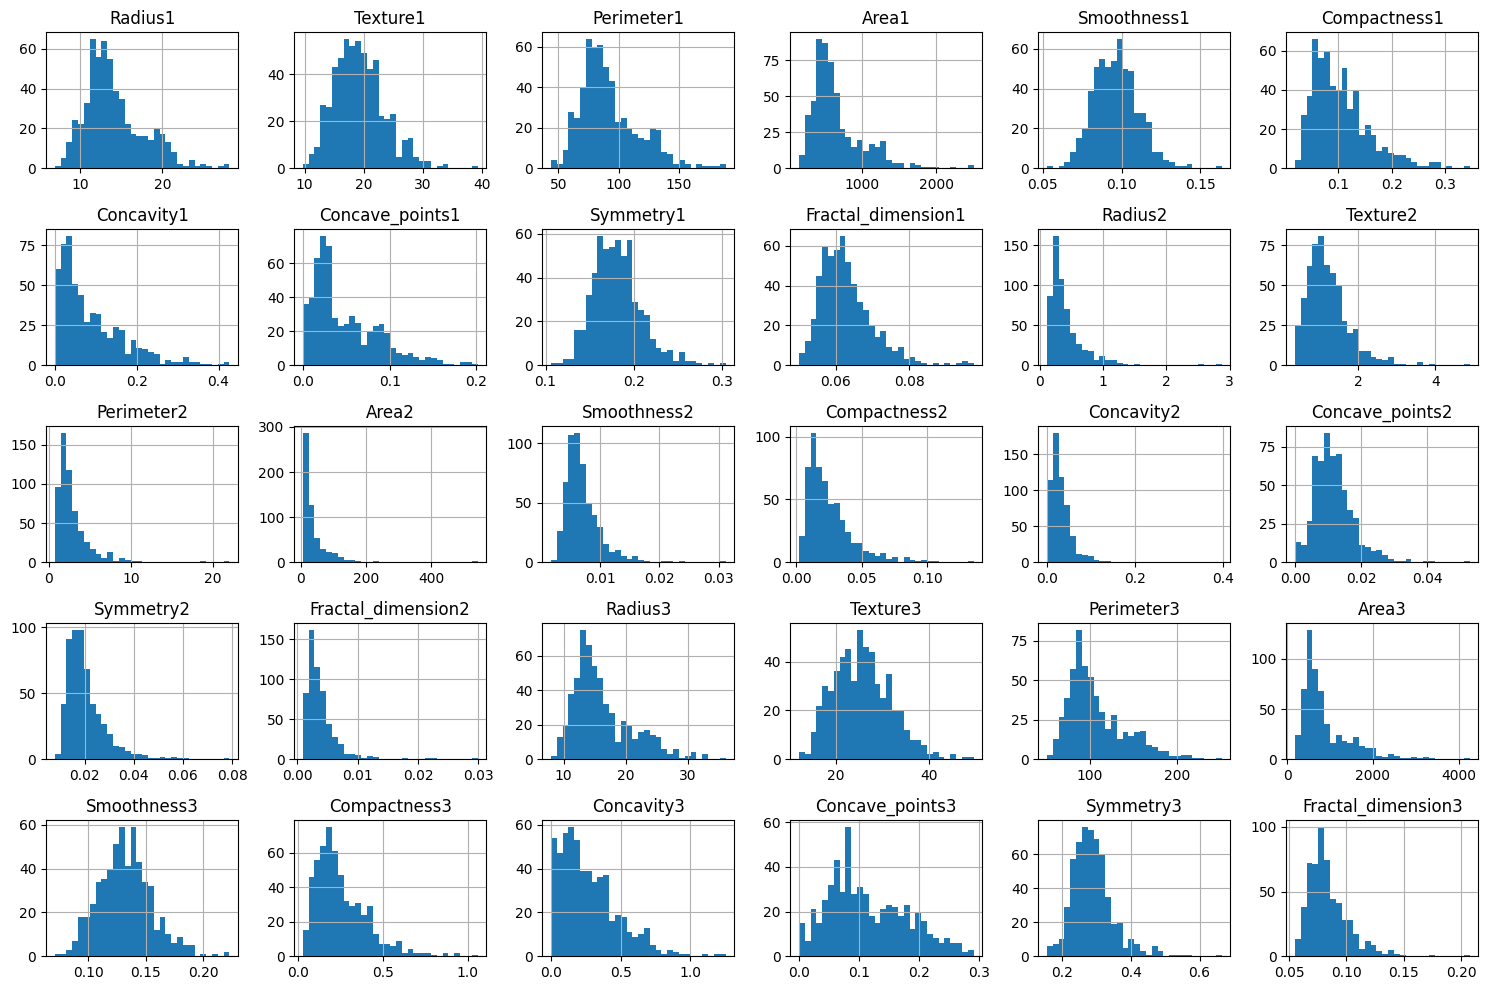 Radius1 Texture1 Perimeter1 Area1 Smoothness1 Compactness1
60 40 20 0 10 20
40 20 0 10 20 30 40
60 40 20 0 50 100 150
75 50 25 0 1000 2000
60 40 20 0 0.05 0.10 0.15
60 40 20 0 0.1 0.2 0.3
Concavity1 Concave_points1 Symmetry1 Fractal_dimension1 Radius2 Texture2
75 50 25 0 0.0 0.2 0.4
60 40 20 0 0.0 0.1 0.2
60 40 20 0 0.1 0.2 0.3
60 40 20 0 0.06 0.08
150 100 50 0 0 1 2 3
75 50 25 0 2 4
Perimeter2 Area2 Smoothness2 Compactness2 Concavity2 Concave_points2
150 100 50 0 0 10 20
300 200 100 0 0 200 400
100 50 0 0.01 0.02 0.03
100 50 0 0.00 0.05 0.10
150 100 50 0 0.0 0.2 0.4
75 50 25 0 0.00 0.02 0.04
Symmetry2 Fractal_dimension2 Radius3 Texture3 Perimeter3 Area3
100 50 0 0.02 0.04 0.06 0.08
150 100 50 0 0.00 0.01 0.02 0.03
60 40 20 0 10 20 30
40 20 0 20 40
75 50 25 0 100 200
100 50 0 0 2000 4000
Smoothness3 Compactness3 Concavity3 Concave_points3 Symmetry3 Fractal_dimension3
60 40 20 0 0.10 0.15 0.20
60 40 20 0 0.0 0.5 1.0
60 40 20 0 0.0 0.5 1.0
60 40 20 0 0.0 0.1 0.2 0.3
60 40 20 0 0.2 0.4 0.6
100 50 0 0.05 0.10 0.15 0.20